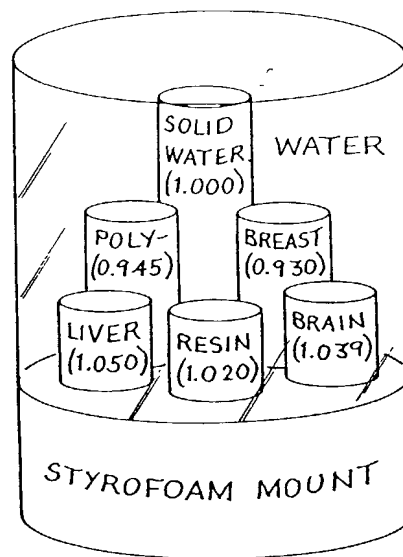 SOLID
WATER
(1.000)
WATER
POLY-
(0.945)
BREAST
(0.930)
LIVER
(1.050)
RESIN
(1.020)
BRAIN
(1.039)
STYROFOAM MOUNT